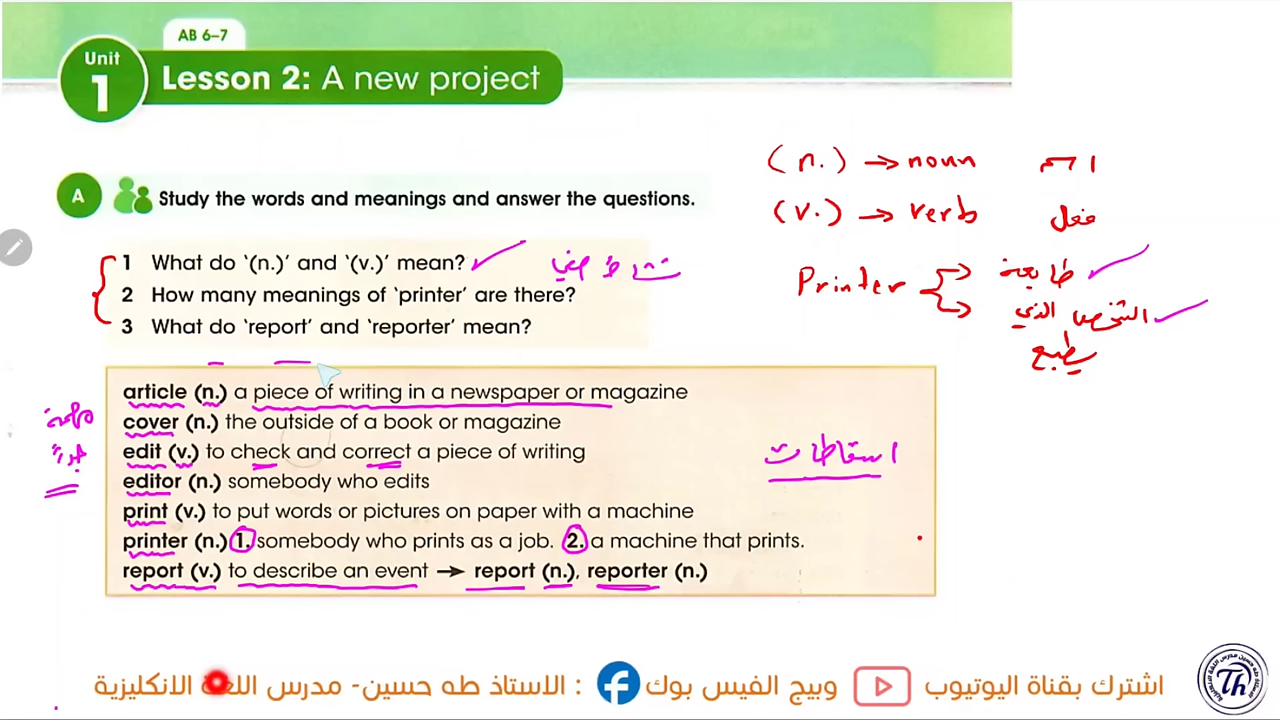 AB 6–7
Unit 1
Lesson 2: A new project
A Study the words and meanings and answer the questions.
1 What do ‘(n.)’ and ‘(v.)’ mean?
2 How many meanings of ‘printer’ are there?
3 What do ‘report’ and ‘reporter’ mean?
نشاط صفي
(n.) → noun اسم
(v.) → verb فعل
Printer
طابعة
الشخص الذي
يطبع
article (n.) a piece of writing in a newspaper or magazine
cover (n.) the outside of a book or magazine
edit (v.) to check and correct a piece of writing
editor (n.) somebody who edits
print (v.) to put words or pictures on paper with a machine
printer (n.) 1. somebody who prints as a job. 2. a machine that prints.
report (v.) to describe an event → report (n.), reporter (n.)
مهمة
جدا
اسقاطات
اشترك بقناة اليوتيوب وبيج الفيس بوك : الاستاذ طه حسين- مدرس اللغة الانكليزية
Th